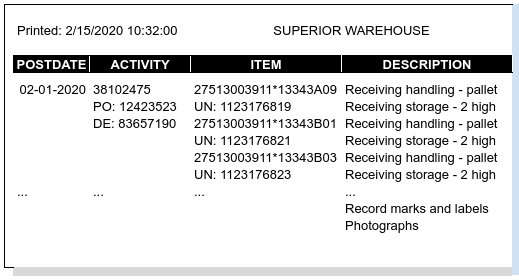 Printed: 2/15/2020 10:32:00 SUPERIOR WAREHOUSE
POSTDATE ACTIVITY ITEM DESCRIPTION
02-01-2020 38102475 27513003911*13343A09 Receiving handling - pallet
PO: 12423523 UN: 1123176819 Receiving storage - 2 high
DE: 83657190 27513003911*13343B01 Receiving handling - pallet
UN: 1123176821 Receiving storage - 2 high
27513003911*13343B03 Receiving handling - pallet
UN: 1123176823 Receiving storage - 2 high
... ... ... ...
Record marks and labels
Photographs